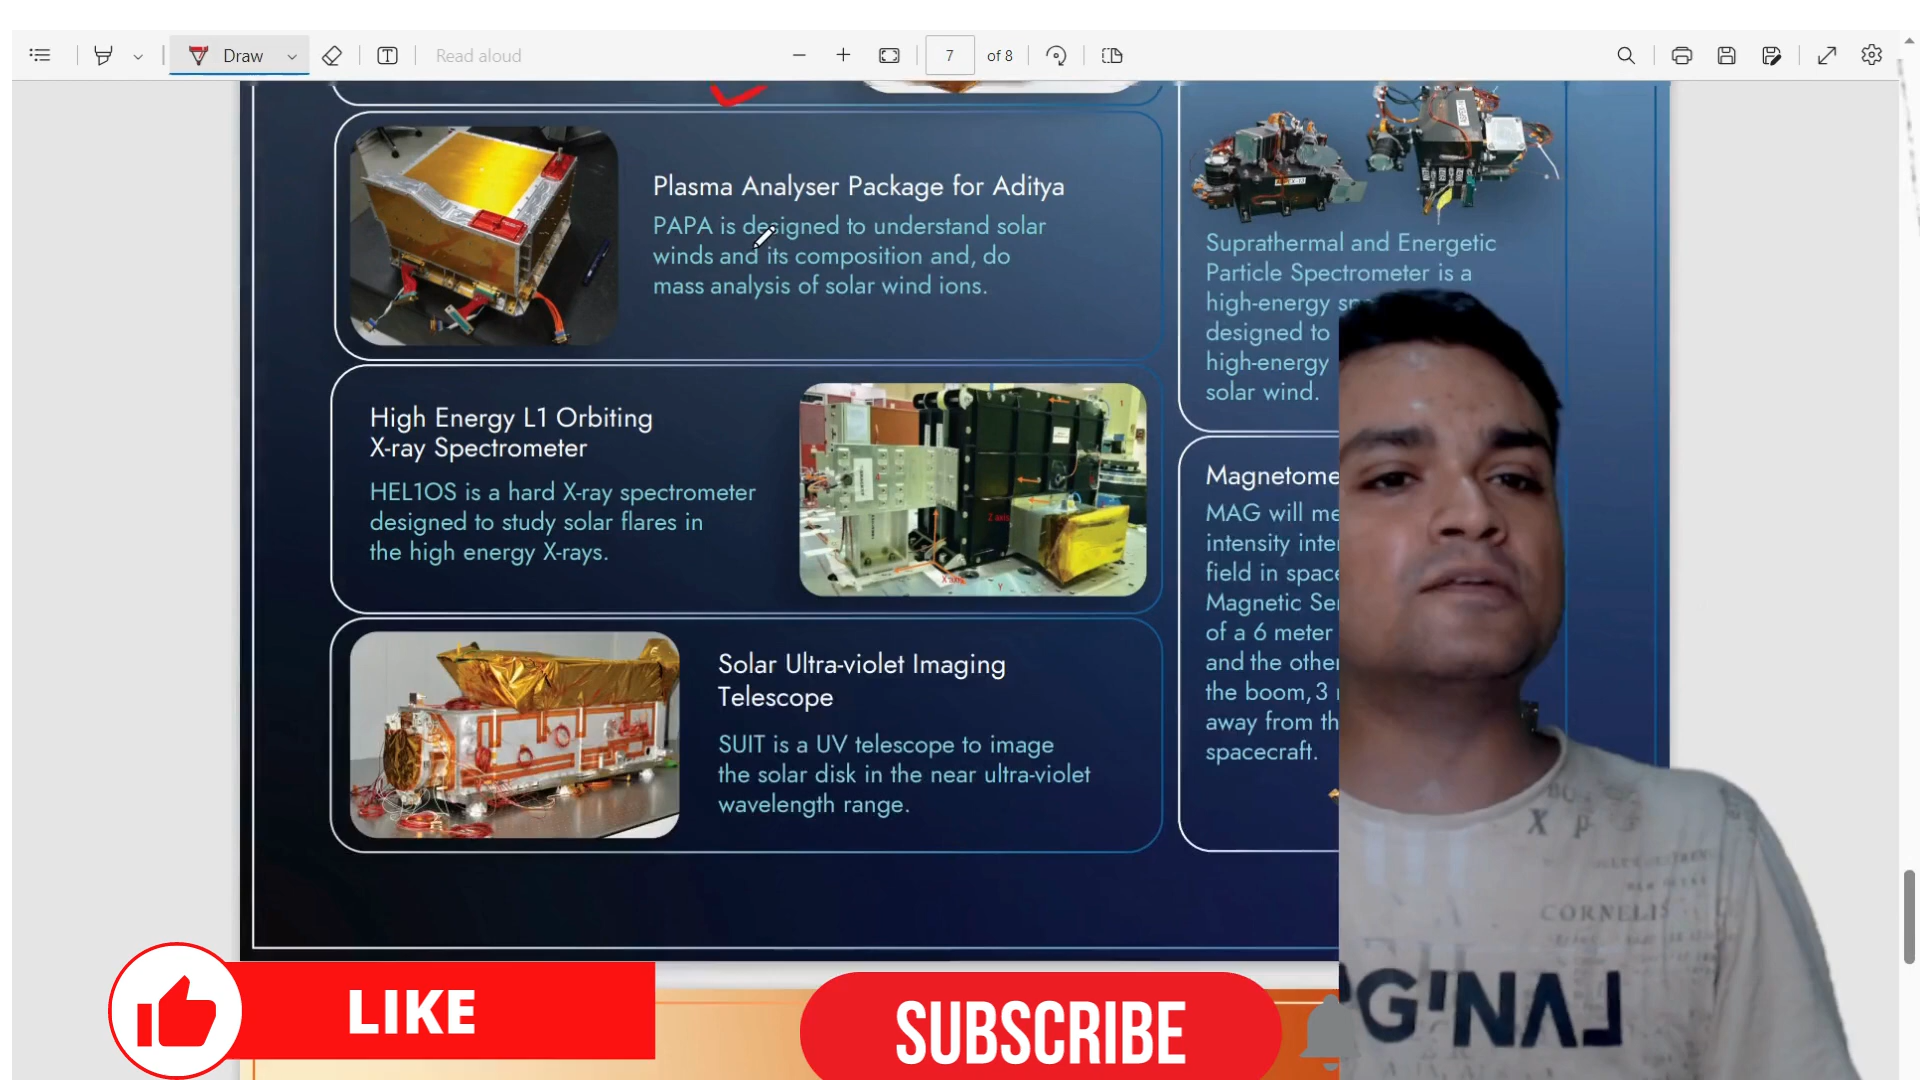 Draw
Read aloud
7
of 8
Plasma Analyser Package for Aditya
PAPA is designed to understand solar
winds and its composition and, do
mass analysis of solar wind ions.
High Energy L1 Orbiting
X-ray Spectrometer
HEL1OS is a hard X-ray spectrometer
designed to study solar flares in
the high energy X-rays.
Z axis
Solar Ultra-violet Imaging
Telescope
SUIT is a UV telescope to image
the solar disk in the near ultra-violet
wavelength range.
Suprathermal and Energetic
Particle Spectrometer is a
high-energy
designed to
high-energy
solar wind.
MAG will
intensity
field in
Magnetic
of a 6 meter
and the
the boom, 3
away from
spacecraft.
CORNELIS
LIKE
SUBSCRIBE